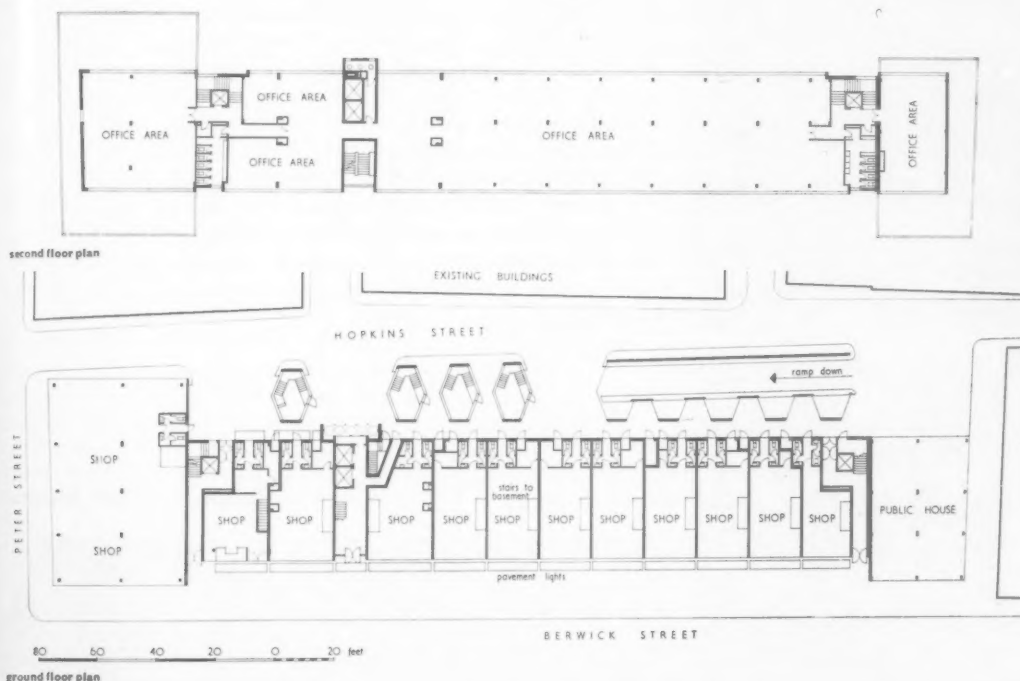 OFFICE AREA
OFFICE AREA
OFFICE AREA
OFFICE AREA
OFFICE AREA
second floor plan
EXISTING BUILDINGS
HOPKINS STREET
ramp down
PETER STREET
SHOP
SHOP
stairs to basement
SHOP
SHOP
SHOP
SHOP
SHOP
SHOP
SHOP
SHOP
SHOP
SHOP
SHOP
PUBLIC HOUSE
pavement lights
BERWICK STREET
80 60 40 20 0 20 feet
ground floor plan